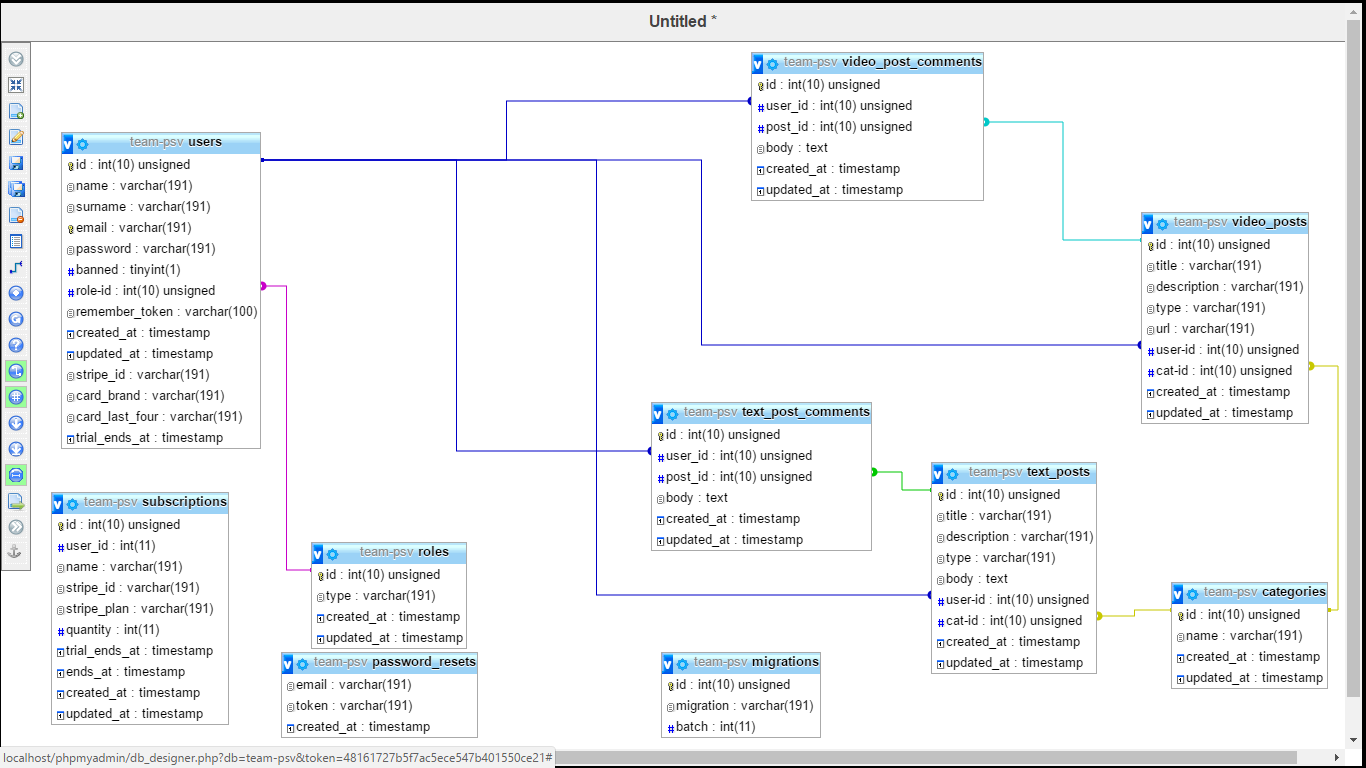 Untitled *
team-psv video_post_comments
id : int(10) unsigned
user_id : int(10) unsigned
post_id : int(10) unsigned
body : text
created_at : timestamp
updated_at : timestamp
team-psv users
id : int(10) unsigned
name : varchar(191)
surname : varchar(191)
email : varchar(191)
password : varchar(191)
banned : tinyint(1)
role-id : int(10) unsigned
remember_token : varchar(100)
created_at : timestamp
updated_at : timestamp
stripe_id : varchar(191)
card_brand : varchar(191)
card_last_four : varchar(191)
trial_ends_at : timestamp
team-psv video_posts
id : int(10) unsigned
title : varchar(191)
description : varchar(191)
type : varchar(191)
url : varchar(191)
user-id : int(10) unsigned
cat-id : int(10) unsigned
created_at : timestamp
updated_at : timestamp
team-psv text_post_comments
id : int(10) unsigned
user_id : int(10) unsigned
post_id : int(10) unsigned
body : text
created_at : timestamp
updated_at : timestamp
team-psv text_posts
id : int(10) unsigned
title : varchar(191)
description : varchar(191)
type : varchar(191)
body : text
user-id : int(10) unsigned
cat-id : int(10) unsigned
created_at : timestamp
updated_at : timestamp
team-psv subscriptions
id : int(10) unsigned
user_id : int(11)
name : varchar(191)
stripe_id : varchar(191)
stripe_plan : varchar(191)
quantity : int(11)
trial_ends_at : timestamp
ends_at : timestamp
created_at : timestamp
updated_at : timestamp
team-psv roles
id : int(10) unsigned
type : varchar(191)
created_at : timestamp
updated_at : timestamp
team-psv categories
id : int(10) unsigned
name : varchar(191)
created_at : timestamp
updated_at : timestamp
team-psv password_resets
email : varchar(191)
token : varchar(191)
created_at : timestamp
team-psv migrations
id : int(10) unsigned
migration : varchar(191)
batch : int(11)
localhost/phpmyadmin/db_designer.php?db=team-psv&token=48161727b5f7ac5ece547b401550ce21#